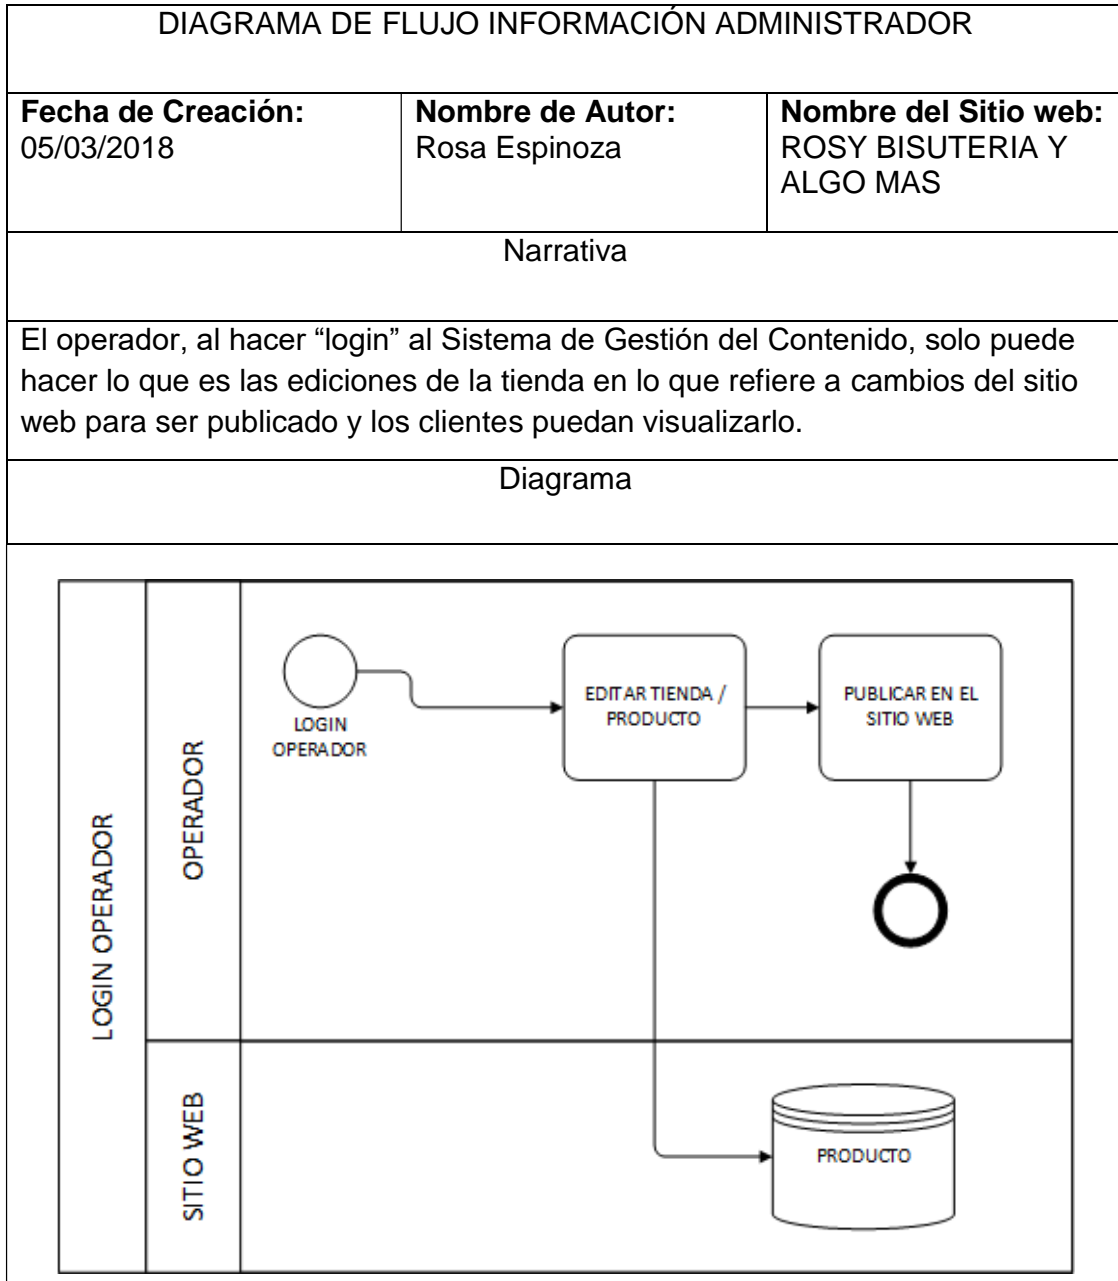 DIAGRAMA DE FLUJO INFORMACIÓN ADMINISTRADOR
Fecha de Creación:
05/03/2018
Nombre de Autor:
Rosa Espinoza
Nombre del Sitio web:
ROSY BISUTERIA Y
ALGO MAS
Narrativa
El operador, al hacer “login” al Sistema de Gestión del Contenido, solo puede
hacer lo que es las ediciones de la tienda en lo que refiere a cambios del sitio
web para ser publicado y los clientes puedan visualizarlo.
Diagrama
LOGIN OPERADOR
OPERADOR
LOGIN
OPERADOR
EDITAR TIENDA /
PRODUCTO
PUBLICAR EN EL
SITIO WEB
SITIO WEB
PRODUCTO